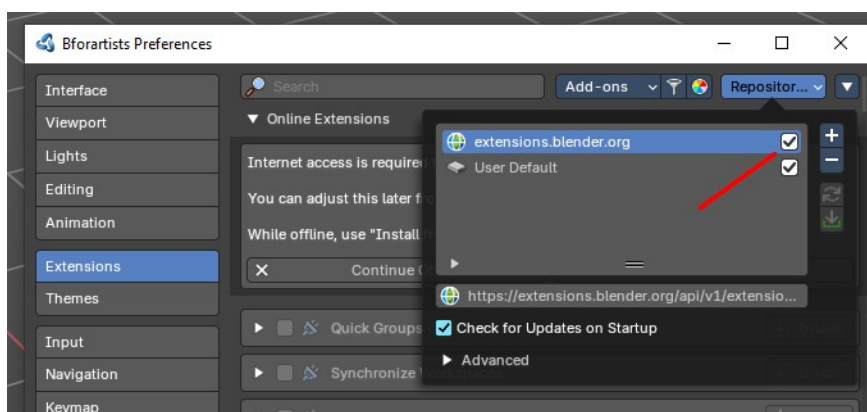 Bforartists Preferences
Interface
Viewport
Lights
Editing
Animation
Extensions
Themes
Input
Navigation
Keymap
Search
Add-ons
Repositor...
Online Extensions
Internet access is required
You can adjust this later
While offline, use "Install
Continue
Quick Groups
Synchronize
extensions.blender.org
User Default
https://extensions.blender.org/api/v1/extensio...
Check for Updates on Startup
Advanced